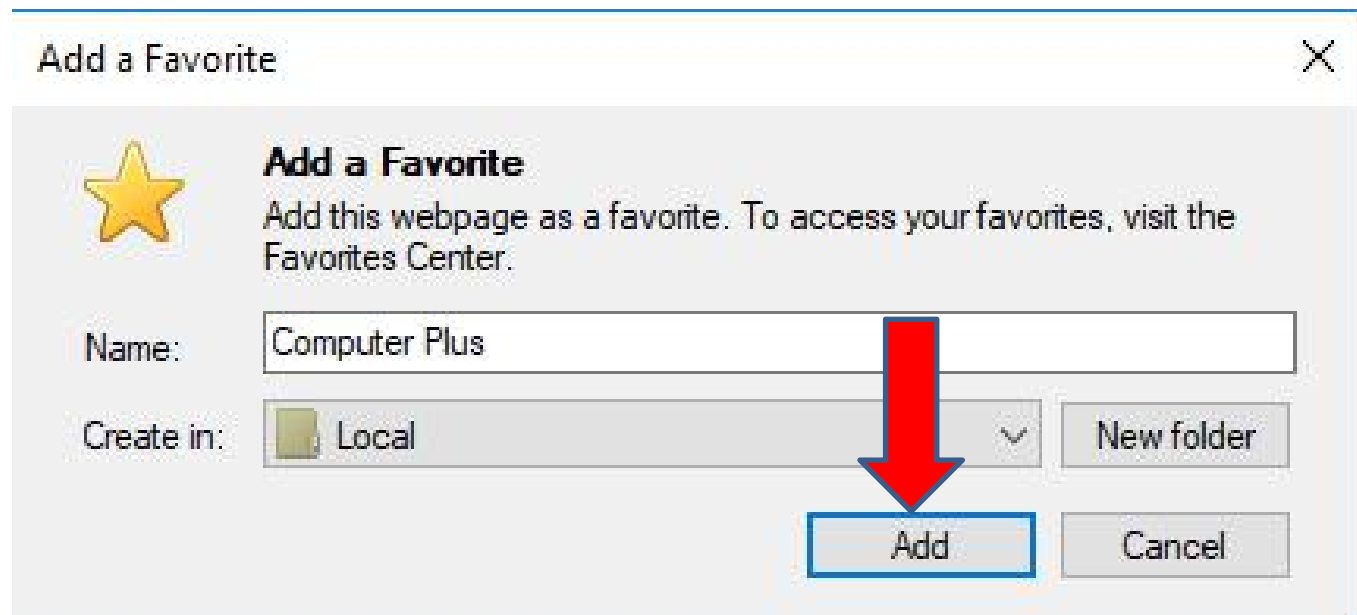 Add a Favorite
Add a Favorite
Add this webpage as a favorite. To access your favorites, visit the
Favorites Center.
Name: Computer Plus
Create in: Local New folder
Add Cancel